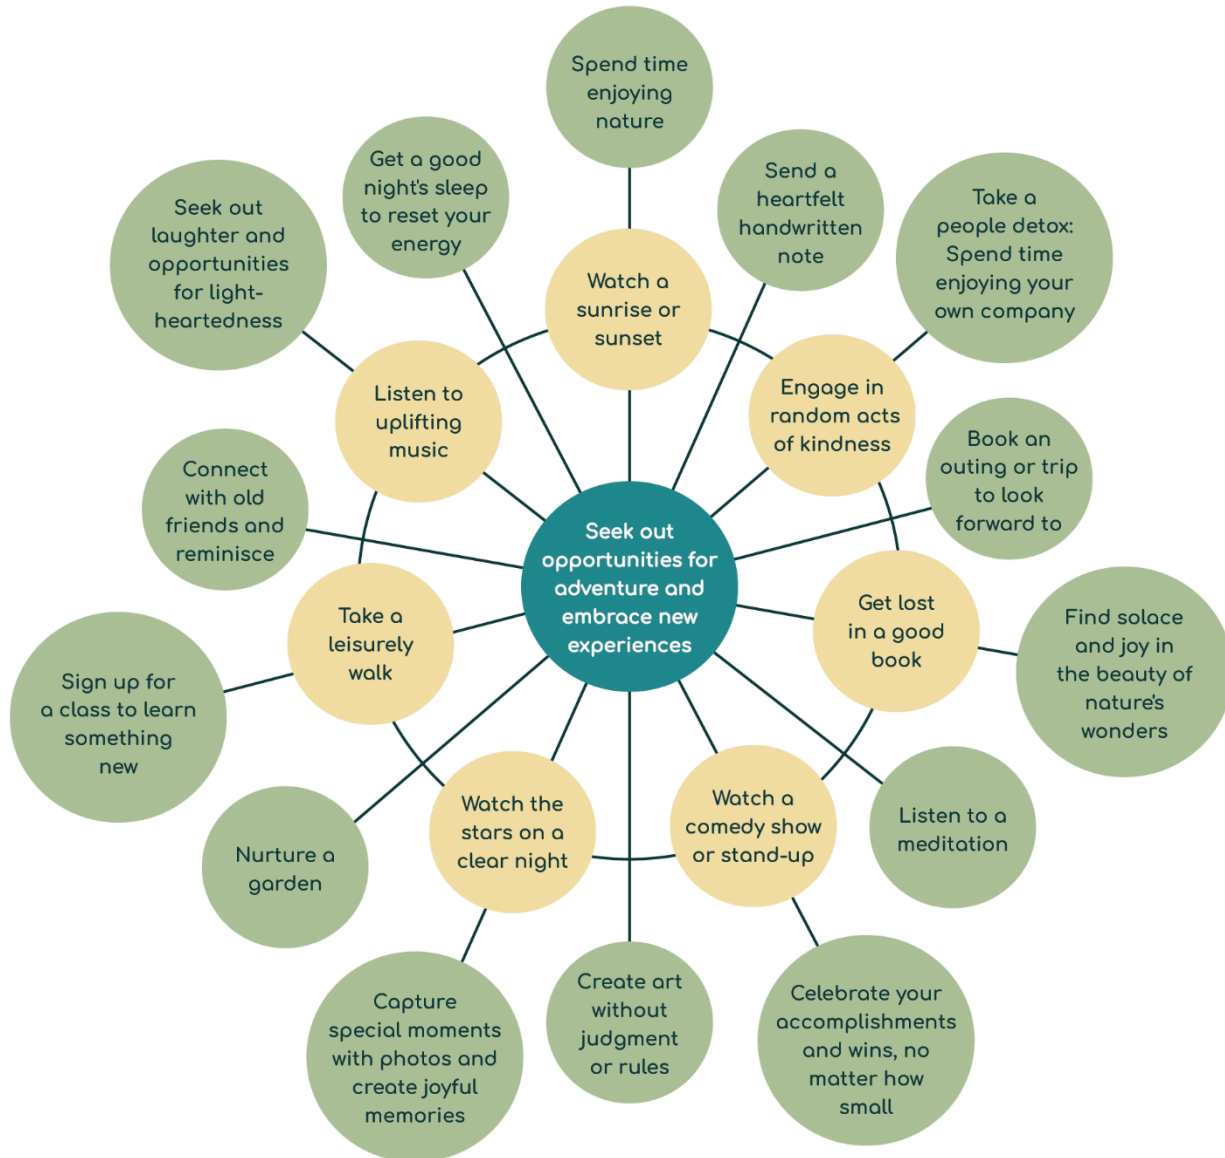 Spend time
enjoying
nature
Get a good
night's sleep
to reset your
energy
Send a
heartfelt
handwritten
note
Seek out
laughter and
opportunities
for light-
heartedness
Take a
people detox:
Spend time
enjoying your
own company
Watch a
sunrise or
sunset
Listen to
uplifting
music
Engage in
random acts
of kindness
Connect
with old
friends and
reminisce
Book an
outing or trip
to look
forward to
Seek out
opportunities for
adventure and
embrace new
experiences
Take a
leisurely
walk
Get lost
in a good
book
Sign up for
a class to learn
something
new
Find solace
and joy in
the beauty of
nature's
wonders
Nurture a
garden
Watch the
stars on a
clear night
Watch a
comedy show
or stand-up
Listen to a
meditation
Capture
special moments
with photos and
create joyful
memories
Create art
without
judgment
or rules
Celebrate your
accomplishments
and wins, no
matter how
small